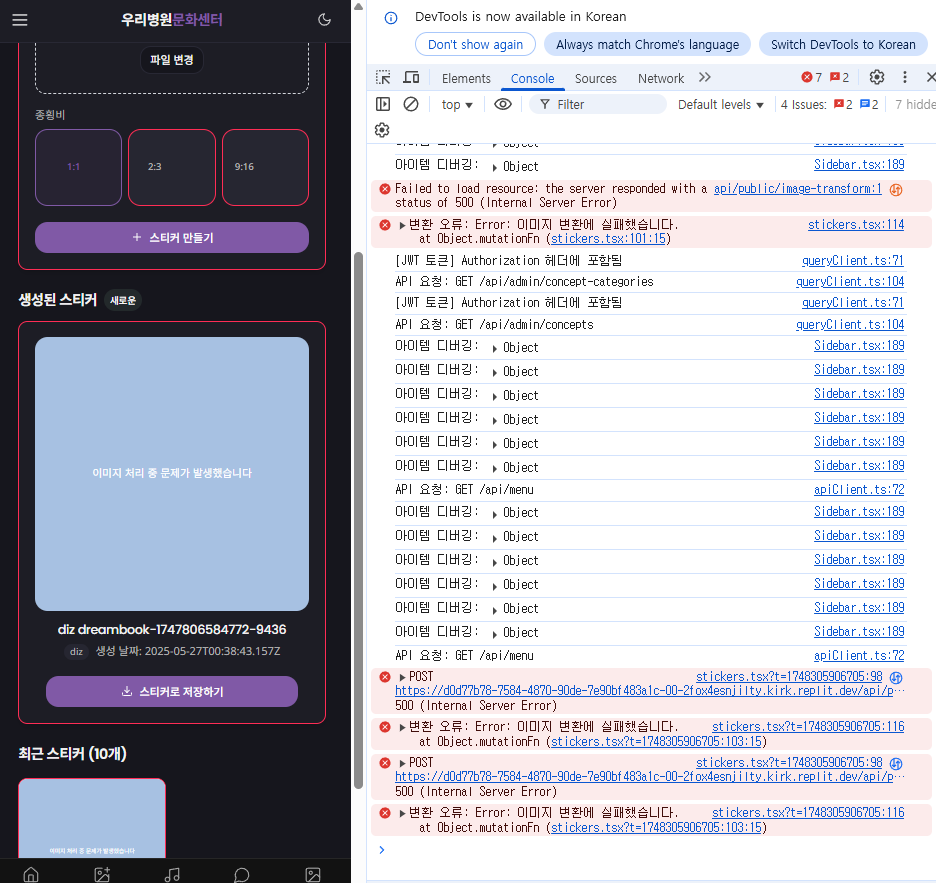 우리병원문화센터
파일 변경
종횡비
1:1
2:3
9:16
+ 스티커 만들기
생성된 스티커 새로운
이미지 처리 중 문제가 발생했습니다
diz dreambook-1747806584772-9436
diz 생성 날짜: 2025-05-27T00:38:43.157Z
스티커로 저장하기
최근 스티커 (10개)
이미지 처리 중 문제가 발생했습니다
DevTools is now available in Korean
Don't show again
Always match Chrome's language
Switch DevTools to Korean
Elements
Console
Sources
Network
7
2
top
Filter
Default levels
4 Issues: 2 2
7 hidde
아이템 디버깅: Object Sidebar.tsx:189
Failed to load resource: the server responded with a api/public/image-transform:1
status of 500 (Internal Server Error)
변환 오류: Error: 이미지 변환에 실패했습니다. stickers.tsx:114
at Object.mutationFn (stickers.tsx:101:15)
[JWT 토큰] Authorization 헤더에 포함됨 queryClient.ts:71
API 요청: GET /api/admin/concept-categories queryClient.ts:104
[JWT 토큰] Authorization 헤더에 포함됨 queryClient.ts:71
API 요청: GET /api/admin/concepts queryClient.ts:104
아이템 디버깅: Object Sidebar.tsx:189
아이템 디버깅: Object Sidebar.tsx:189
아이템 디버깅: Object Sidebar.tsx:189
아이템 디버깅: Object Sidebar.tsx:189
아이템 디버깅: Object Sidebar.tsx:189
아이템 디버깅: Object Sidebar.tsx:189
API 요청: GET /api/menu apiClient.ts:72
아이템 디버깅: Object Sidebar.tsx:189
아이템 디버깅: Object Sidebar.tsx:189
아이템 디버깅: Object Sidebar.tsx:189
아이템 디버깅: Object Sidebar.tsx:189
아이템 디버깅: Object Sidebar.tsx:189
아이템 디버깅: Object Sidebar.tsx:189
API 요청: GET /api/menu apiClient.ts:72
POST stickers.tsx?t=1748305906705:98
https://d0d77b78-7584-4870-90de-7e90bf483a1c-00-2fox4esnjilty.kirk.replit.dev/api/p…
500 (Internal Server Error)
변환 오류: Error: 이미지 변환에 실패했습니다. stickers.tsx?t=1748305906705:116
at Object.mutationFn (stickers.tsx?t=1748305906705:103:15)
POST stickers.tsx?t=1748305906705:98
https://d0d77b78-7584-4870-90de-7e90bf483a1c-00-2fox4esnjilty.kirk.replit.dev/api/p…
500 (Internal Server Error)
변환 오류: Error: 이미지 변환에 실패했습니다. stickers.tsx?t=1748305906705:116
at Object.mutationFn (stickers.tsx?t=1748305906705:103:15)